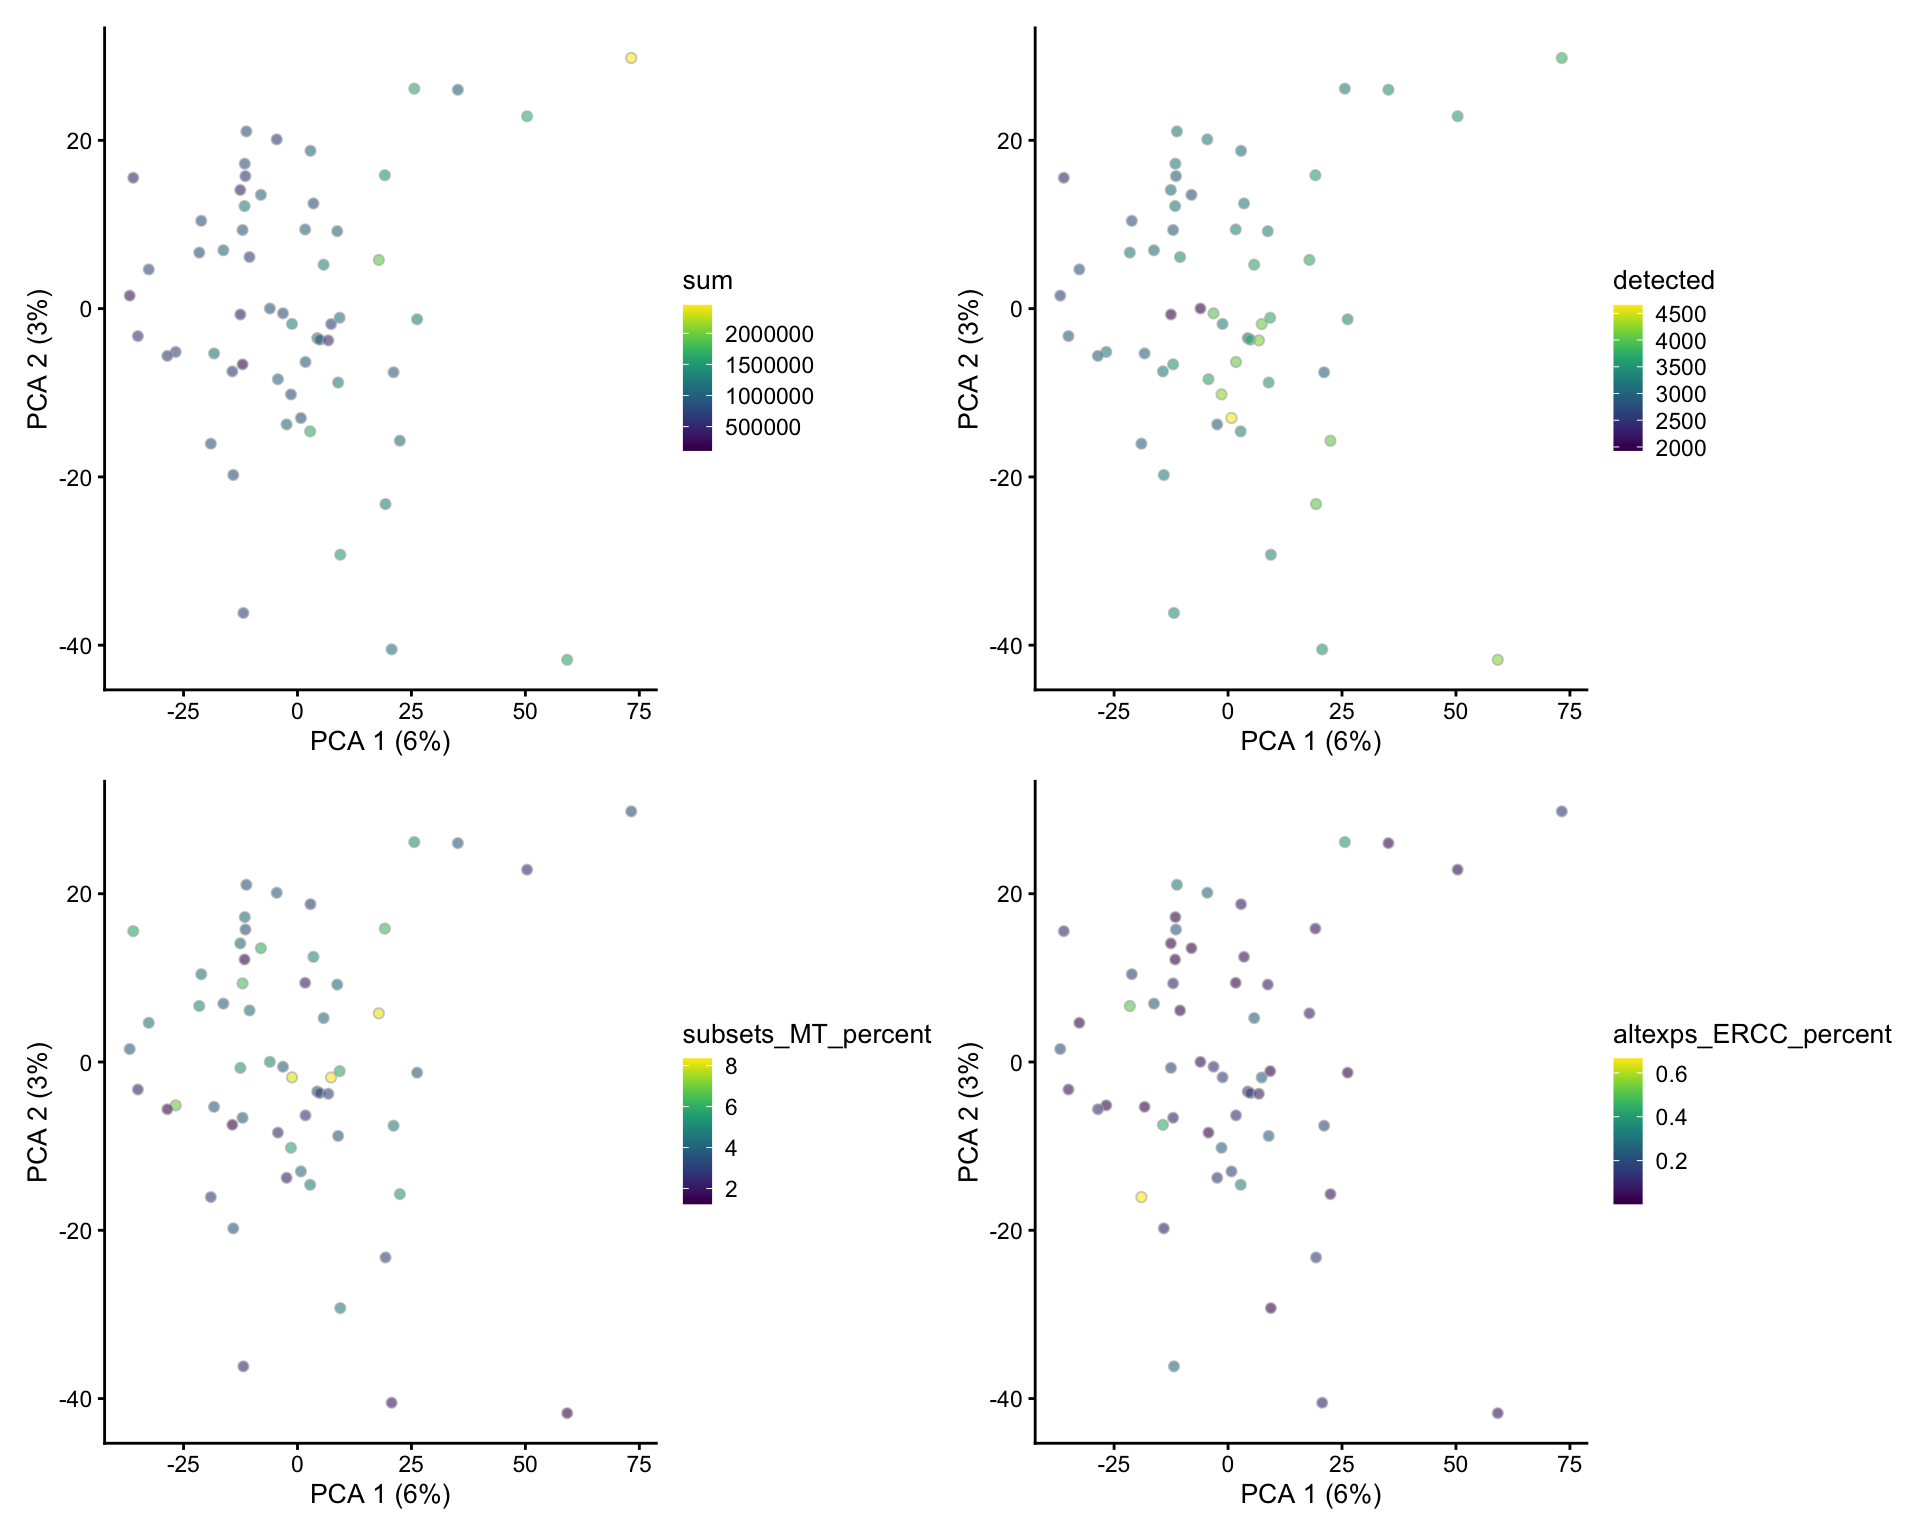 20
0
-20
-40
PCA 2 (3%)
-25 0 25 50 75
PCA 1 (6%)
sum
2000000
1500000
1000000
500000
20
0
-20
-40
PCA 2 (3%)
-25 0 25 50 75
PCA 1 (6%)
detected
4500
4000
3500
3000
2500
2000
20
0
-20
-40
PCA 2 (3%)
-25 0 25 50 75
PCA 1 (6%)
subsets_MT_percent
8
6
4
2
20
0
-20
-40
PCA 2 (3%)
-25 0 25 50 75
PCA 1 (6%)
altexps_ERCC_percent
0.6
0.4
0.2